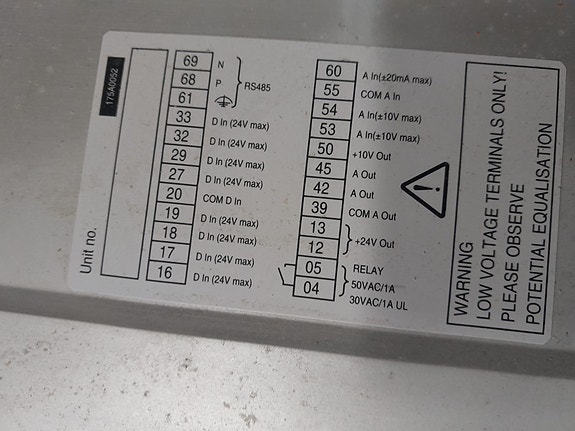 175A0052
Unit no.
69 N
68 P RS485
61
33 D In (24V max)
32 D In (24V max)
29 D In (24V max)
27 D In (24V max)
20 COM D In
19 D In (24V max)
18 D In (24V max)
17 D In (24V max)
16 D In (24V max)
60 A In(±20mA max)
55 COM A In
54 A In(±10V max)
53 A In(±10V max)
50 +10V Out
45 A Out
42 A Out
39 COM A Out
13
12 +24V Out
05 RELAY
04 50VAC/1A
30VAC/1A UL
WARNING
LOW VOLTAGE TERMINALS ONLY!
PLEASE OBSERVE
POTENTIAL EQUALISATION